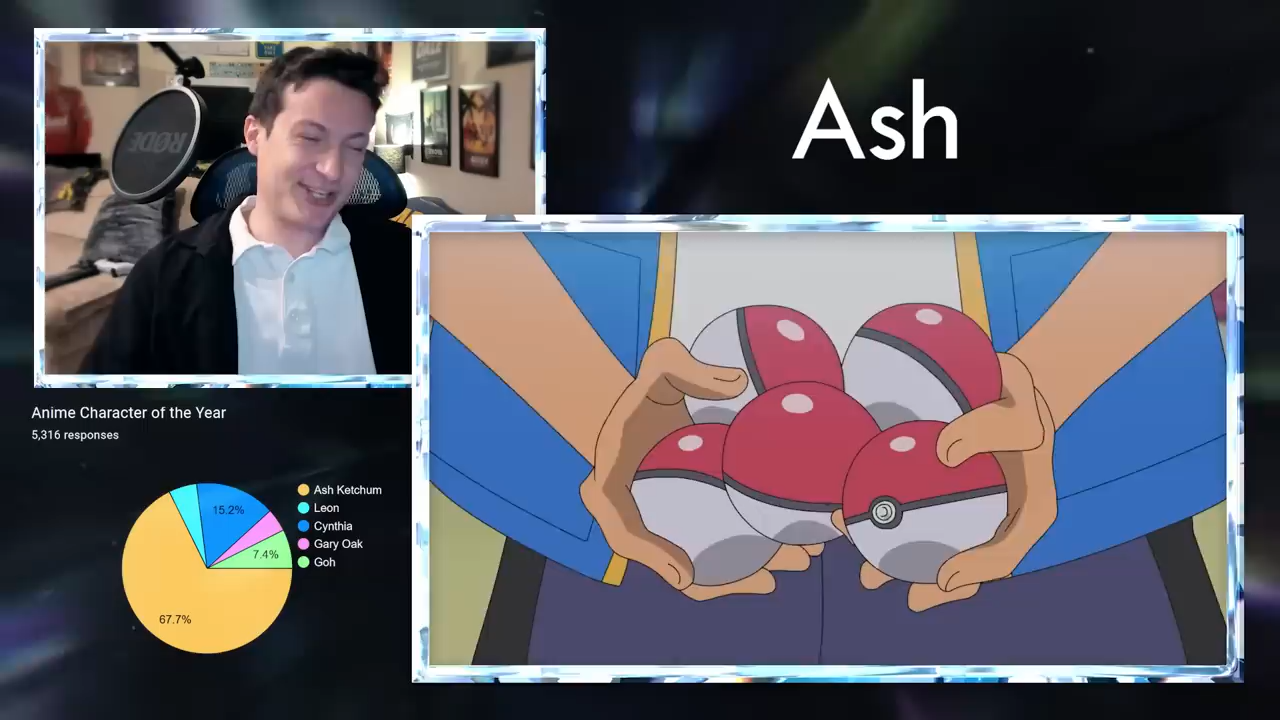 Ash
RØDE
Anime Character of the Year
5,316 responses
15.2%
7.4%
67.7%
Ash Ketchum
Leon
Cynthia
Gary Oak
Goh